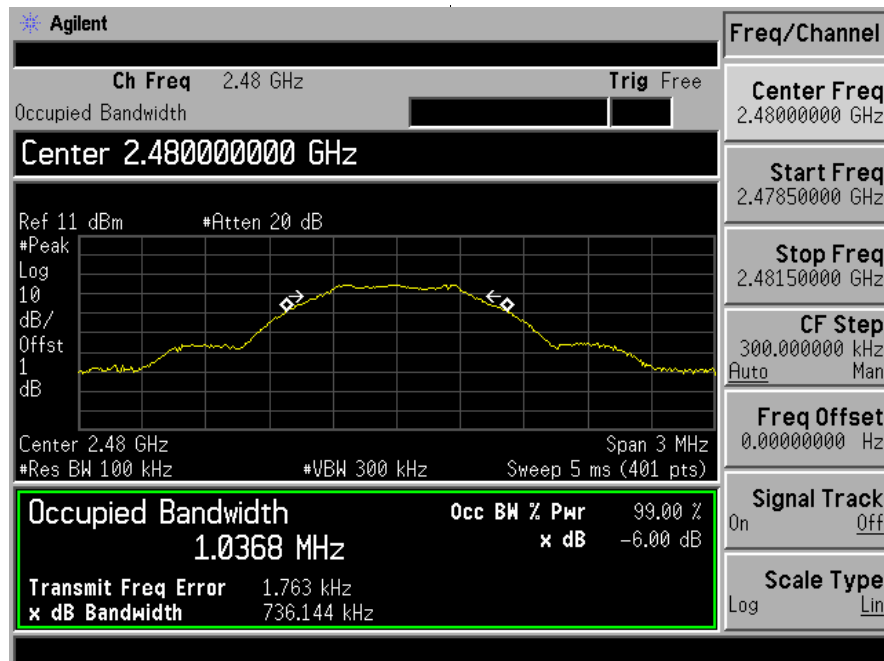 Agilent
Freq/Channel
Ch Freq 2.48 GHz Trig Free
Occupied Bandwidth
Center 2.480000000 GHz
Ref 11 dBm #Atten 20 dB
#Peak
Log
10
dB/
Offst
1
dB
Center 2.48 GHz Span 3 MHz
#Res BW 100 kHz #VBW 300 kHz Sweep 5 ms (401 pts)
Occupied Bandwidth Occ BW % Pwr 99.00 %
1.0368 MHz x dB -6.00 dB
Transmit Freq Error 1.763 kHz
x dB Bandwidth 736.144 kHz
Center Freq
2.48000000 GHz
Start Freq
2.47850000 GHz
Stop Freq
2.48150000 GHz
CF Step
300.000000 kHz
Auto Man
Freq Offset
0.00000000 Hz
Signal Track
On Off
Scale Type
Log Lin